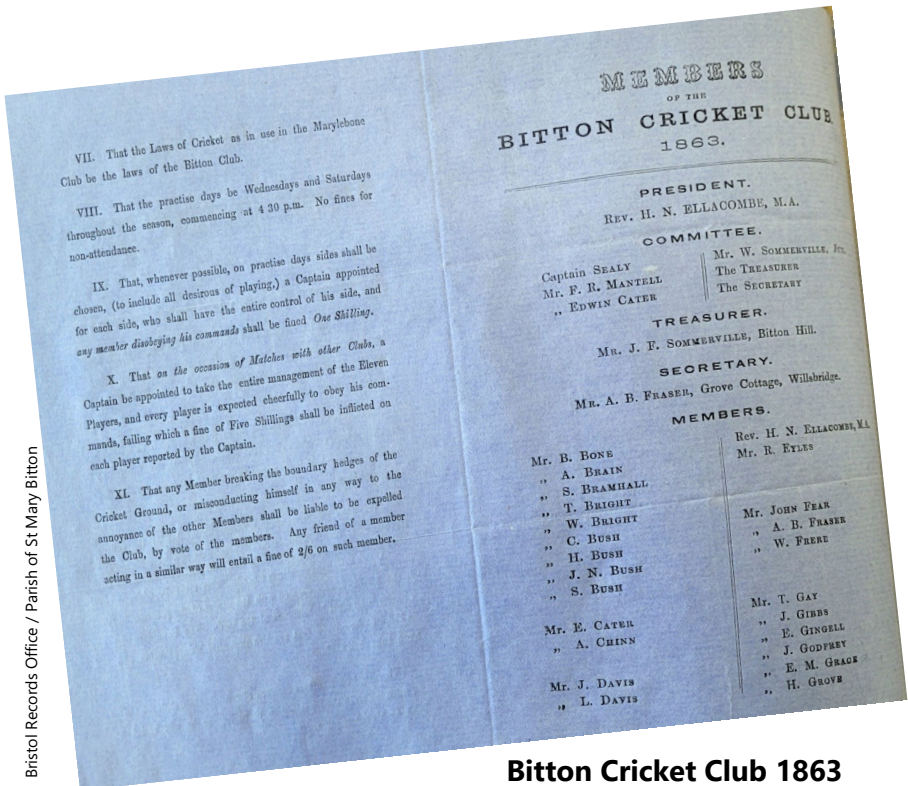 VII. That the Laws of Cricket as in use in the Marylebone
Club be the laws of the Bitton Club.
VIII. That the practise days be Wednesdays and Saturdays
throughout the season, commencing at 4 30 p.m. No fines for
non-attendance.
IX. That, whenever possible, on practise days sides shall be
chosen, (to include all desirous of playing,) a Captain appointed
for each side, who shall have the entire control of his side, and
any member disobeying his commands shall be fined One Shilling.
X. That on the occasion of Matches with other Clubs, a
Captain be appointed to take the entire management of the Eleven
Players, and every player is expected cheerfully to obey his com-
mands, failing which a fine of Five Shillings shall be inflicted on
each player reported by the Captain.
XI. That any Member breaking the boundary hedges of the
Cricket Ground, or misconducting himself in any way to the
annoyance of the other Members shall be liable to be expelled
the Club, by vote of the members. Any friend of a member
acting in a similar way will entail a fine of 2/6 on such member.
MEMBERS
OF THE
BITTON CRICKET CLUB.
1863.
PRESIDENT.
REV. H. N. ELLACOMBE, M.A.
COMMITTEE.
Captain SEALY
Mr. F. R. MANTELL
„ EDWIN CATER
Mr. W. SOMMERVILLE, Jun.
The TREASURER
The SECRETARY
TREASURER.
MR. J. F. SOMMERVILLE, Bitton Hill.
SECRETARY.
MR. A. B. FRASER, Grove Cottage, Willsbridge.
MEMBERS.
Mr. B. BONE
„ A. BRAIN
„ S. BRAMHALL
„ T. BRIGHT
„ W. BRIGHT
„ C. BUSH
„ H. BUSH
„ J. N. BUSH
„ S. BUSH
Mr. E. CATER
„ A. CHINN
Mr. J. DAVIS
„ L. DAVIS
Rev. H. N. ELLACOMBE, M.A.
Mr. R. EYLES
Mr. JOHN FEAR
„ A. B. FRASER
„ W. FRERE
Mr. T. GAY
„ J. GIBBS
„ E. GINGELL
„ J. GODFREY
„ E. M. GRACE
„ H. GROVE
Bristol Records Office / Parish of St Mary Bitton
Bitton Cricket Club 1863